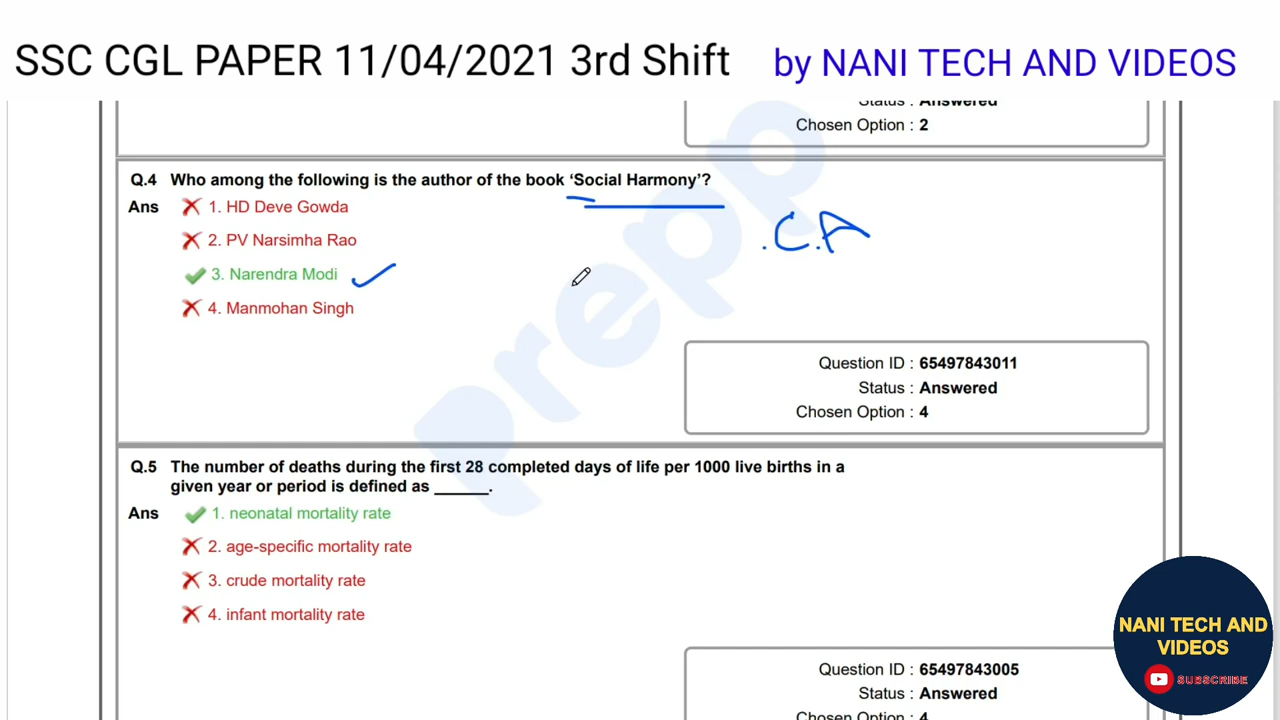 SSC CGL PAPER 11/04/2021 3rd Shift by NANI TECH AND VIDEOS
Status : Answered
Chosen Option : 2
Q.4 Who among the following is the author of the book ‘Social Harmony’?
Ans 1. HD Deve Gowda
2. PV Narsimha Rao
3. Narendra Modi
4. Manmohan Singh
.C.A
prepp
Question ID : 65497843011
Status : Answered
Chosen Option : 4
Q.5 The number of deaths during the first 28 completed days of life per 1000 live births in a
given year or period is defined as ______.
Ans 1. neonatal mortality rate
2. age-specific mortality rate
3. crude mortality rate
4. infant mortality rate
Question ID : 65497843005
Status : Answered
Chosen Option : 4
NANI TECH AND
VIDEOS
SUBSCRIBE